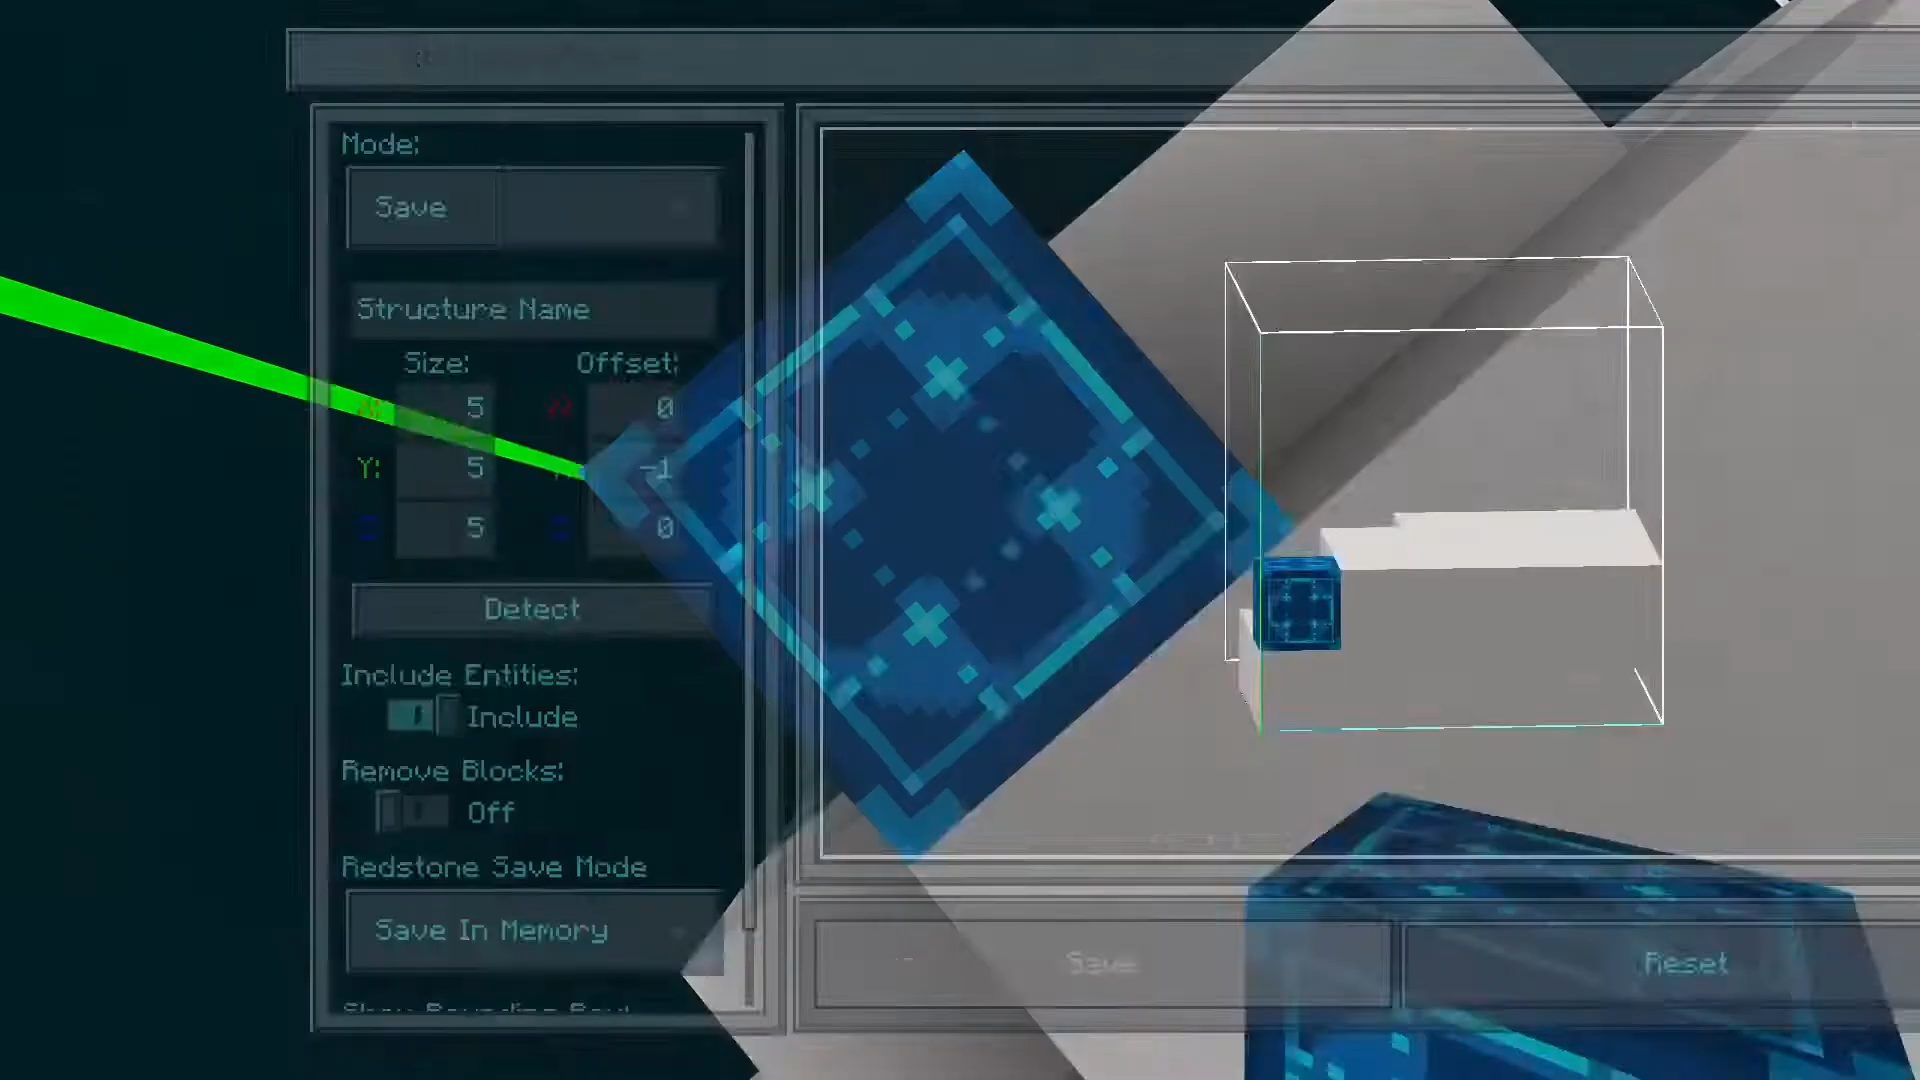 Mode:
Save
Structure Name
Size: Offset:
5 0
Y: 5 -1
5 0
Detect
Include Entities:
Include
Remove Blocks:
Off
Redstone Save Mode
Save In Memory
Save Reset